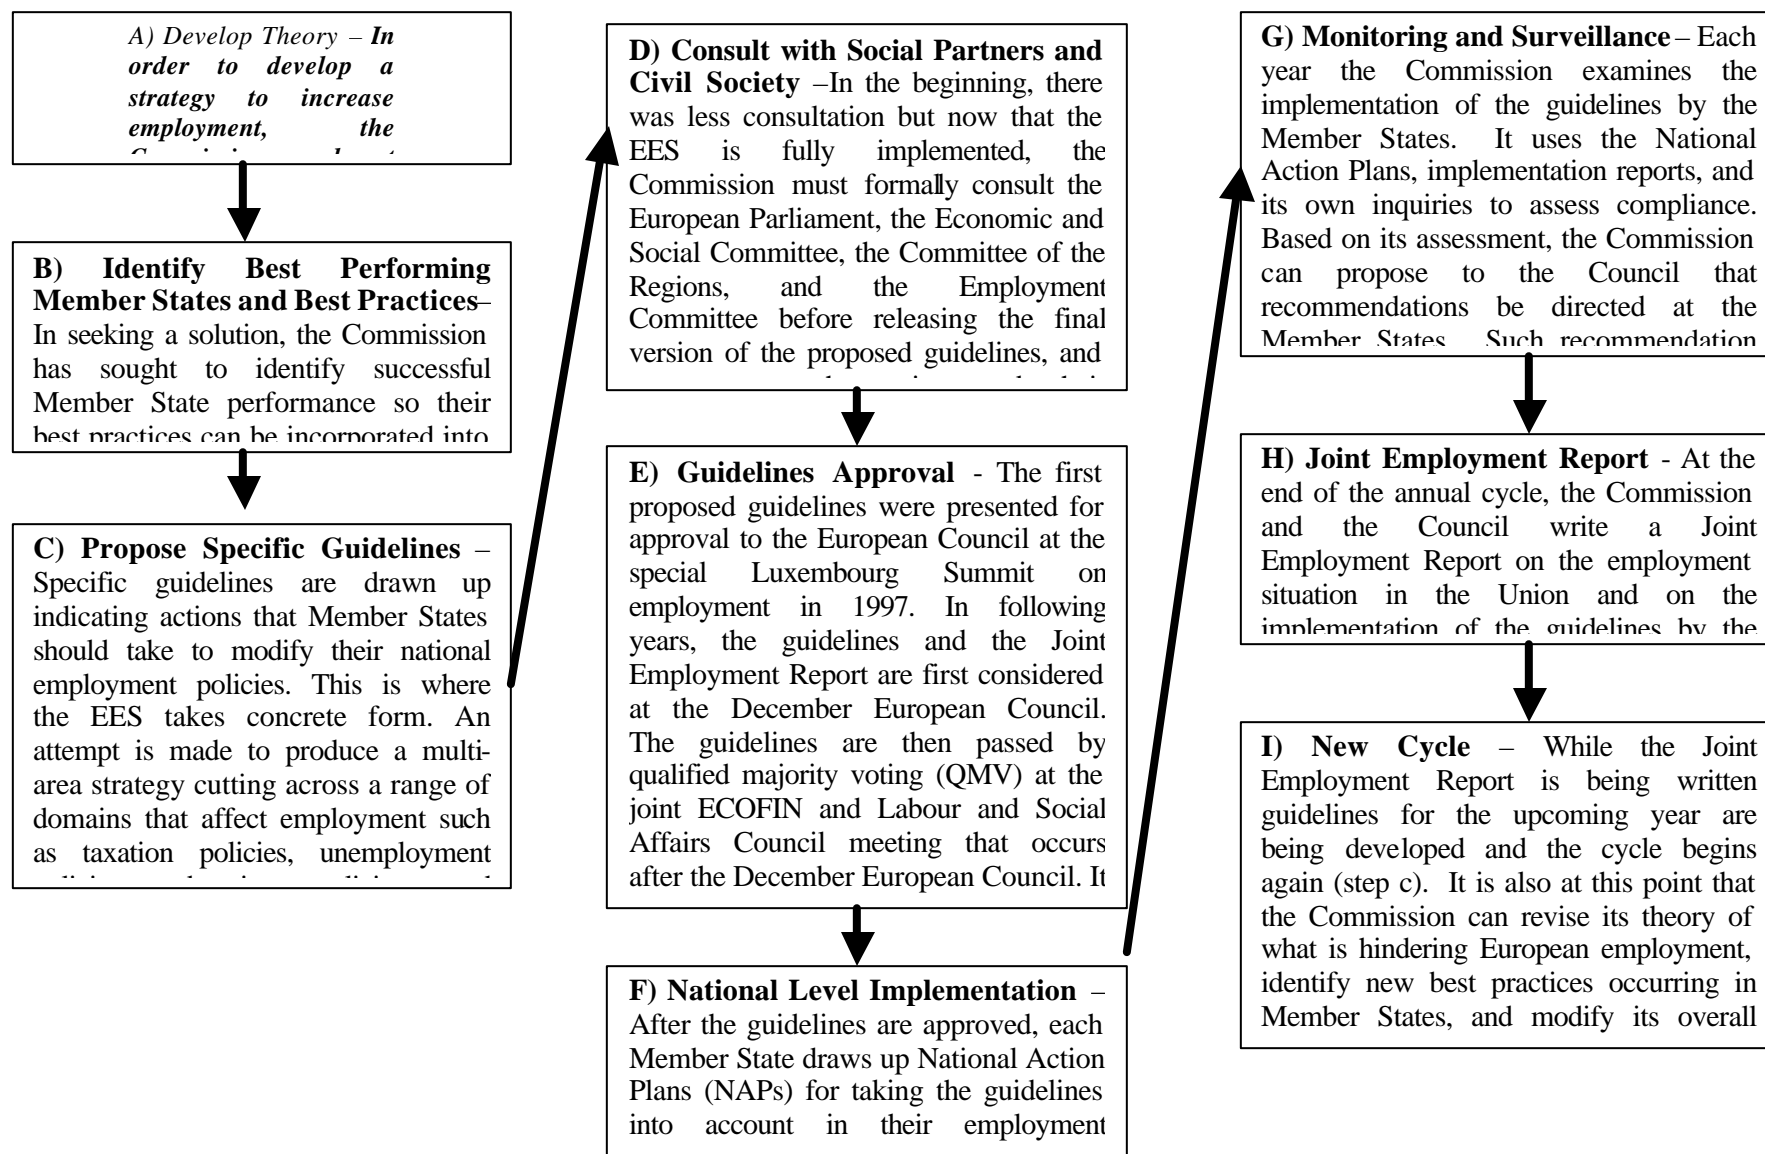 A) Develop Theory – In
order to develop a
strategy to increase
employment, the
B) Identify Best Performing
Member States and Best Practices–
In seeking a solution, the Commission
has sought to identify successful
Member State performance so their
best practices can be incorporated into
C) Propose Specific Guidelines –
Specific guidelines are drawn up
indicating actions that Member States
should take to modify their national
employment policies. This is where
the EES takes concrete form. An
attempt is made to produce a multi-
area strategy cutting across a range of
domains that affect employment such
as taxation policies, unemployment
D) Consult with Social Partners and
Civil Society –In the beginning, there
was less consultation but now that the
EES is fully implemented, the
Commission must formally consult the
European Parliament, the Economic and
Social Committee, the Committee of the
Regions, and the Employment
Committee before releasing the final
version of the proposed guidelines, and
E) Guidelines Approval - The first
proposed guidelines were presented for
approval to the European Council at the
special Luxembourg Summit on
employment in 1997. In following
years, the guidelines and the Joint
Employment Report are first considered
at the December European Council.
The guidelines are then passed by
qualified majority voting (QMV) at the
joint ECOFIN and Labour and Social
Affairs Council meeting that occurs
after the December European Council. It
F) National Level Implementation –
After the guidelines are approved, each
Member State draws up National Action
Plans (NAPs) for taking the guidelines
into account in their employment
G) Monitoring and Surveillance – Each
year the Commission examines the
implementation of the guidelines by the
Member States. It uses the National
Action Plans, implementation reports, and
its own inquiries to assess compliance.
Based on its assessment, the Commission
can propose to the Council that
recommendations be directed at the
Member States. Such recommendation
H) Joint Employment Report - At the
end of the annual cycle, the Commission
and the Council write a Joint
Employment Report on the employment
situation in the Union and on the
implementation of the guidelines by the
I) New Cycle – While the Joint
Employment Report is being written
guidelines for the upcoming year are
being developed and the cycle begins
again (step c). It is also at this point that
the Commission can revise its theory of
what is hindering European employment,
identify new best practices occurring in
Member States, and modify its overall